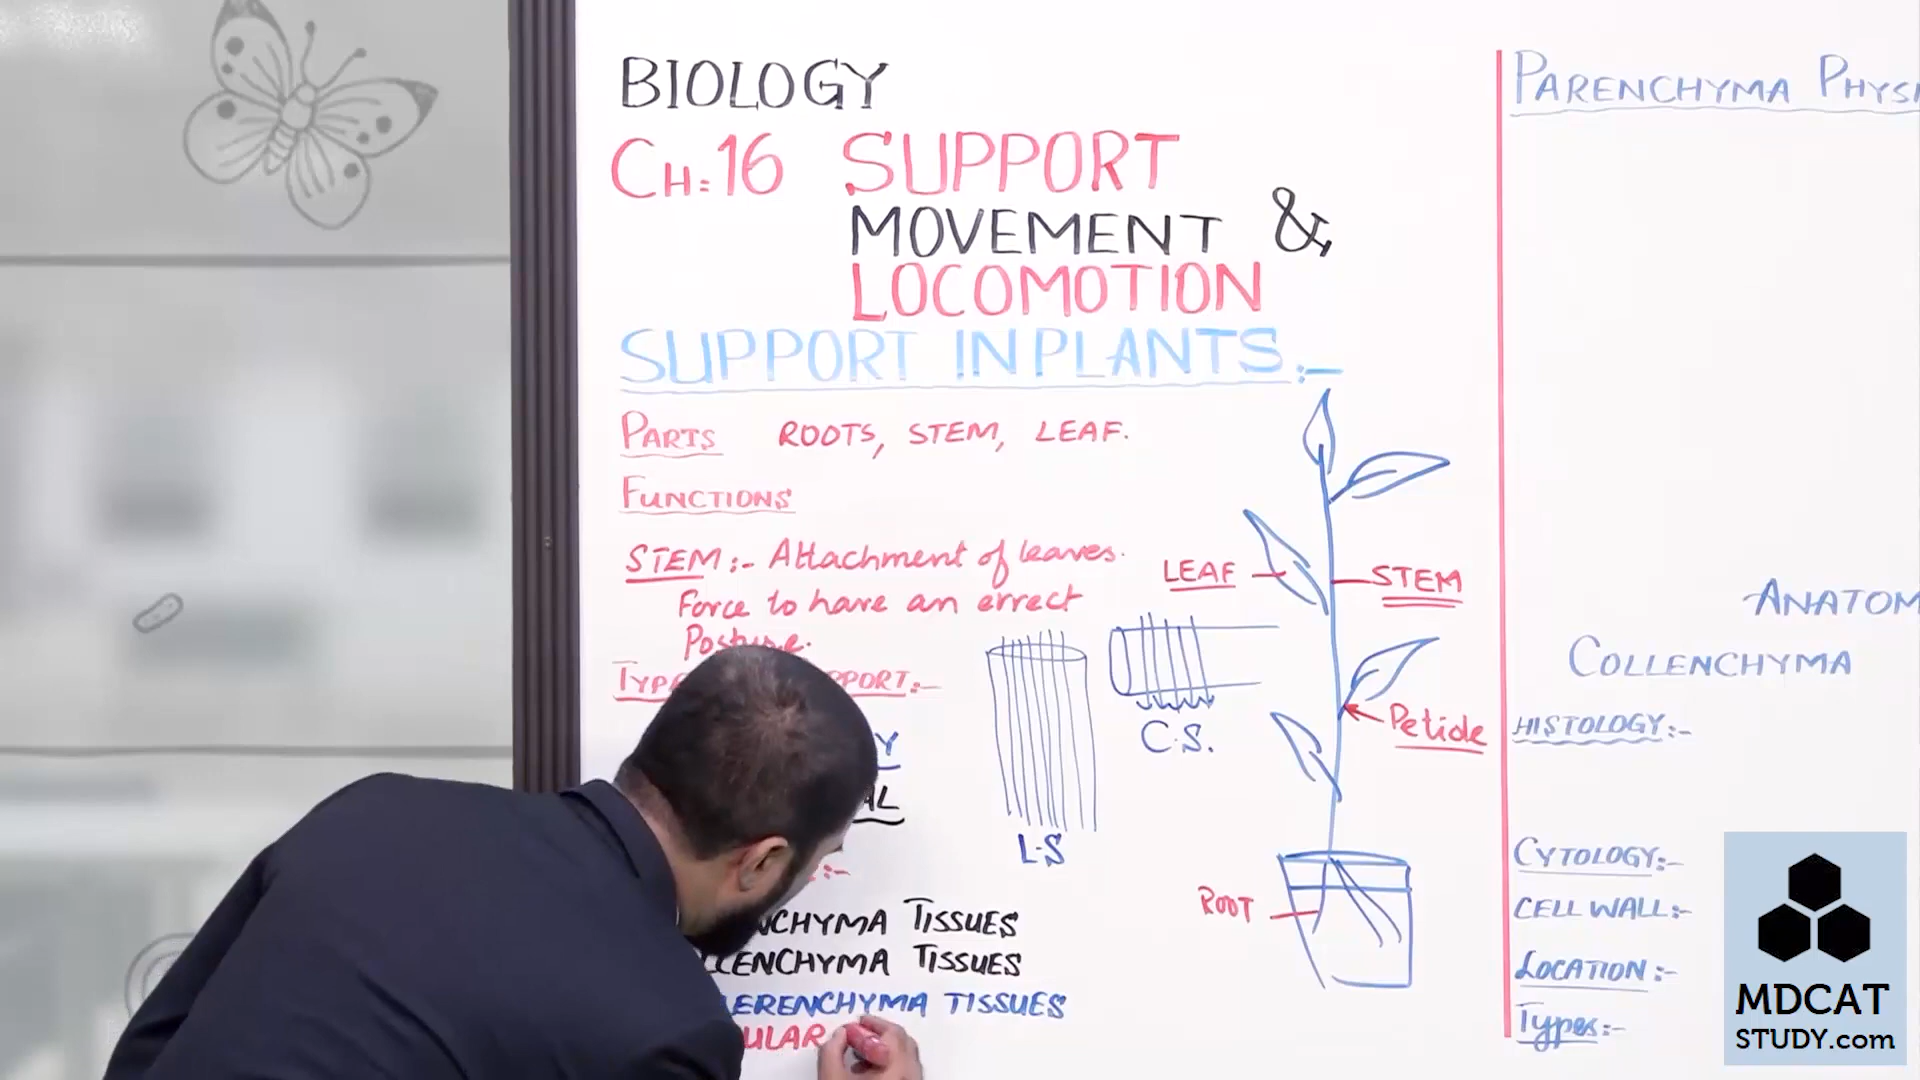 BIOLOGY
CH:16 SUPPORT
MOVEMENT &
LOCOMOTION
SUPPORT IN PLANTS:-
PARTS ROOTS, STEM, LEAF.
FUNCTIONS
STEM:- Attachment of leaves.
Force to have an errect
Posture.
LEAF
STEM
C.S.
Petiole
L.S
ROOT
TISSUES
TISSUES
TISSUES
PARENCHYMA
ANATOM
COLLENCHYMA
HISTOLOGY:-
CYTOLOGY:-
CELL WALL:-
LOCATION:-
Types:-
MDCAT
STUDY.com